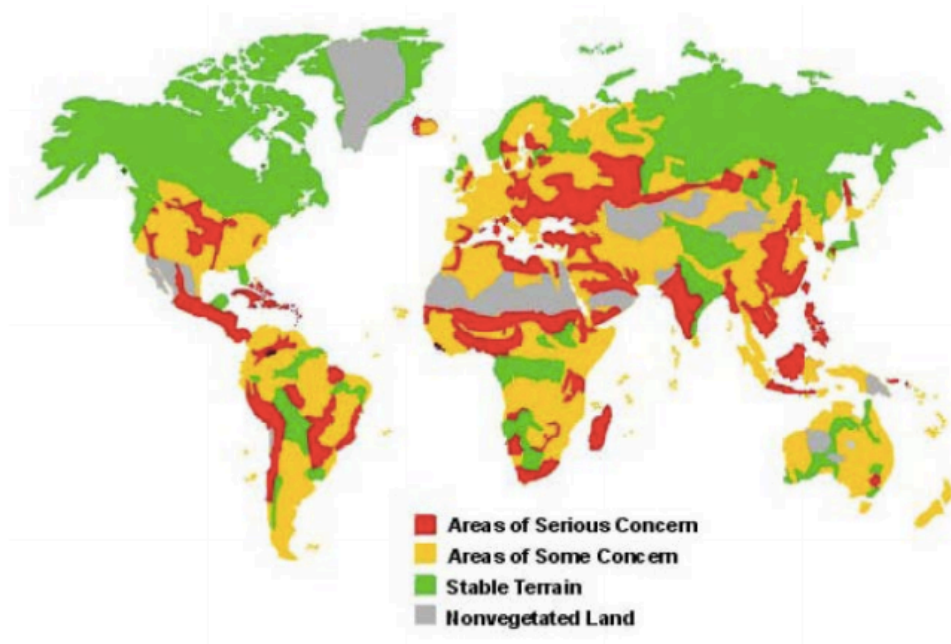 Areas of Serious Concern
Areas of Some Concern
Stable Terrain
Nonvegetated Land